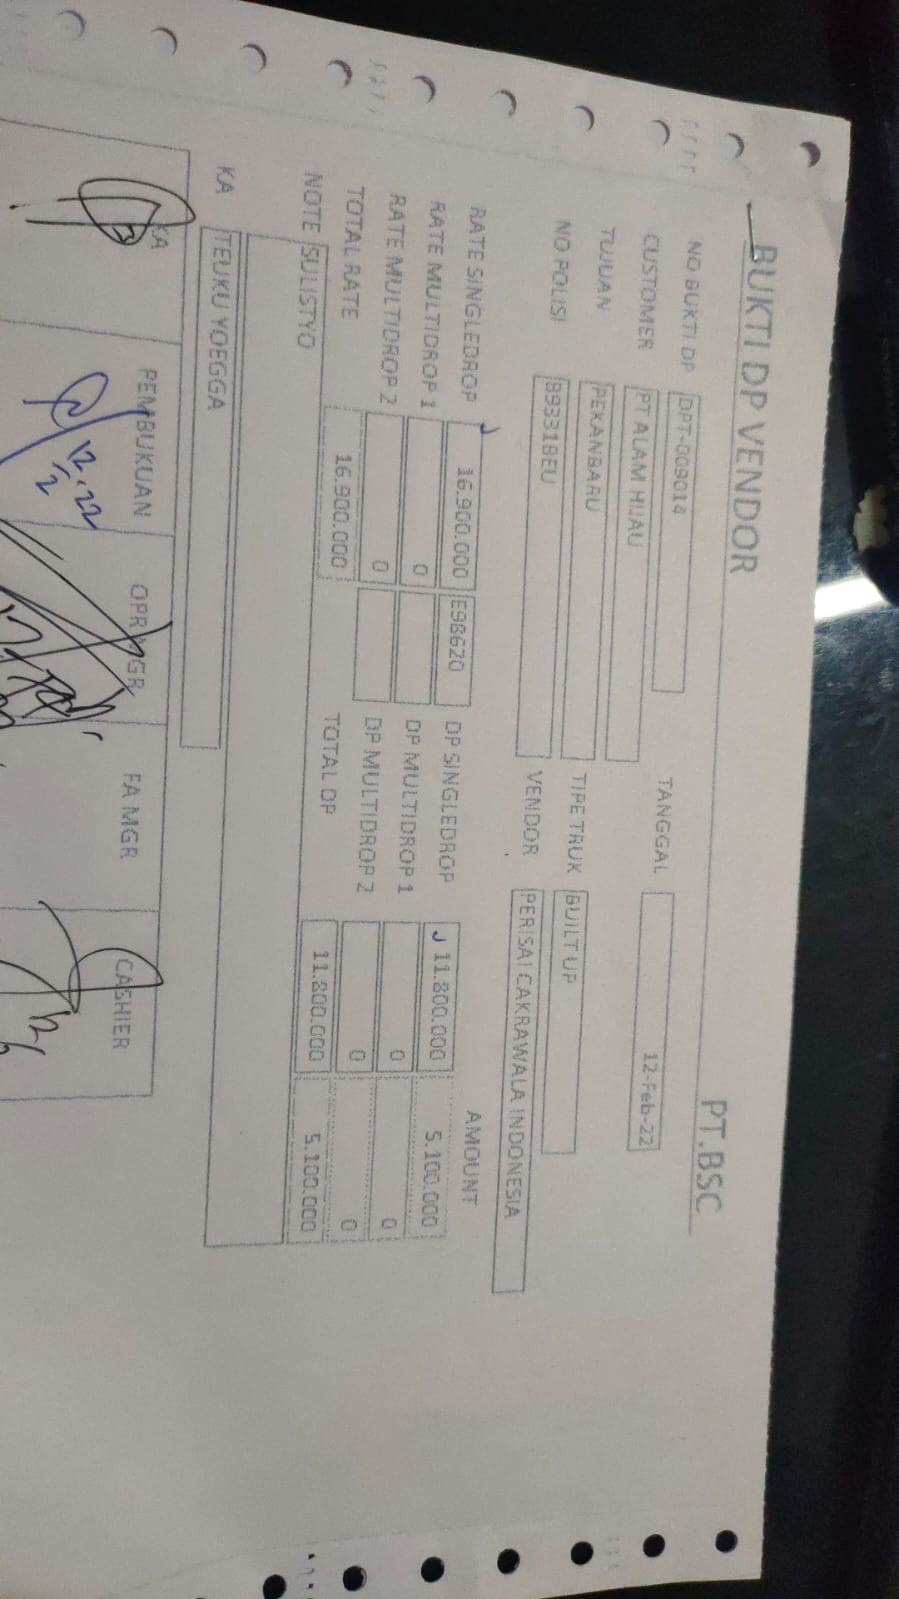 BUKTI DP VENDOR PT.BSC
NO BUKTI DP DPT-009014 TANGGAL 12-Feb-22
CUSTOMER PT ALAM HIJAU
TUJUAN PEKANBARU TIPE TRUK BUILT UP
NO POLISI B9331BEU VENDOR PERISAI CAKRAWALA INDONESIA
AMOUNT
RATE SINGLEDROP 16.900.000 E98620 DP SINGLEDROP 11.800.000 5.100.000
RATE MULTIDROP 1 0 DP MULTIDROP 1 0 0
RATE MULTIDROP 2 0 DP MULTIDROP 2 0 0
TOTAL RATE 16.900.000 TOTAL DP 11.800.000 5.100.000
NOTE SULISTYO
KA TEUKU YOEGGA
KA PEMBUKUAN OPR MGR FA MGR CASHIER
12.22
2